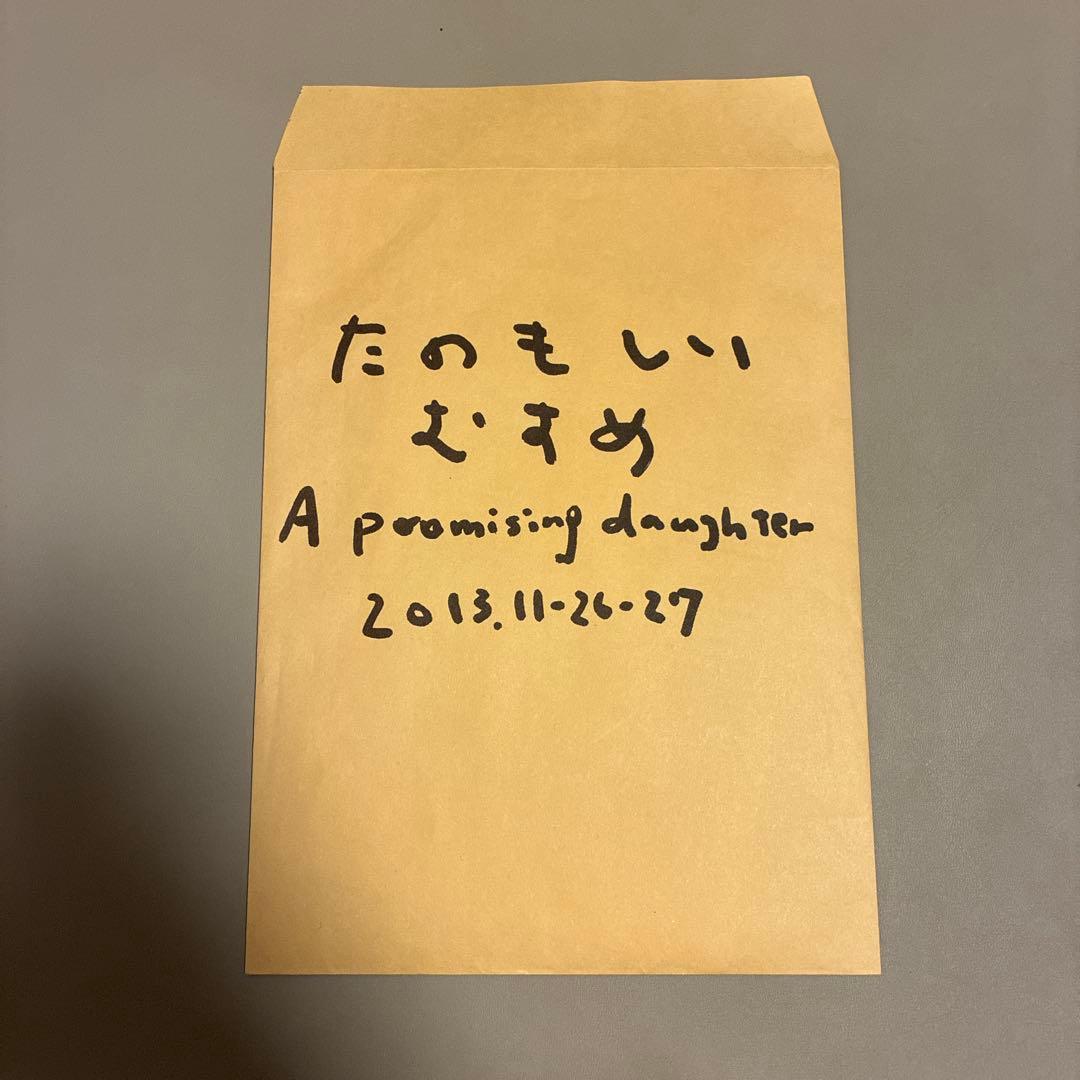 たのもしい
むすめ
A promising daughter
2013.11-26-27